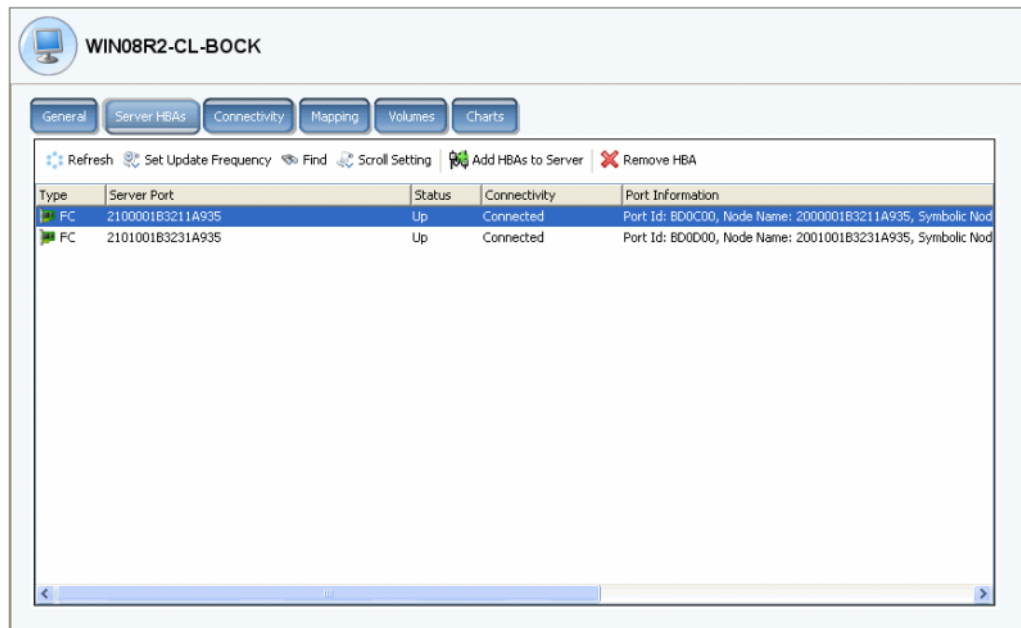 WIN08R2-CL-BOCK
General Server HBAs Connectivity Mapping Volumes Charts
Refresh Set Update Frequency Find Scroll Setting Add HBAs to Server Remove HBA
Type Server Port Status Connectivity Port Information
FC 2100001B3211A935 Up Connected Port Id: BD0C00, Node Name: 2000001B3211A935, Symbolic Nod
FC 2101001B3231A935 Up Connected Port Id: BD0D00, Node Name: 2001001B3231A935, Symbolic Nod